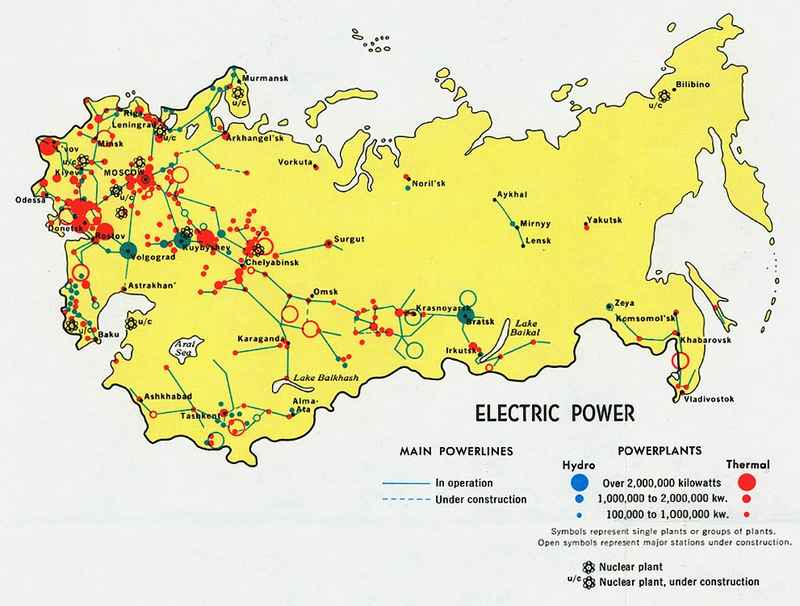 Murmansk
u/c
Bilibino
u/c
Riga
Leningrad
u/c
Arkhangel'sk
L'vov
Minsk
Vorkuta
u/c
Kiyev
MOSCOW
Noril'sk
Odessa
Aykhal
Donetsk
Mirnyy
Yakutsk
Rostov
Kuybyshev
Surgut
Lensk
Volgograd
Chelyabinsk
Astrakhan'
Omsk
Krasnoyarsk
Zeya
Bratsk
Komsomol'sk
u/c
u/c
Baku
Aral
Sea
Karaganda
Lake
Baikal
Irkutsk
Khabarovsk
Lake Balkhash
Ashkhabad
Tashkent
Alma-
Ata
Vladivostok
ELECTRIC POWER
MAIN POWERLINES
In operation
Under construction
POWERPLANTS
Hydro Thermal
Over 2,000,000 kilowatts
1,000,000 to 2,000,000 kw.
100,000 to 1,000,000 kw.
Symbols represent single plants or groups of plants.
Open symbols represent major stations under construction.
Nuclear plant
u/c Nuclear plant, under construction